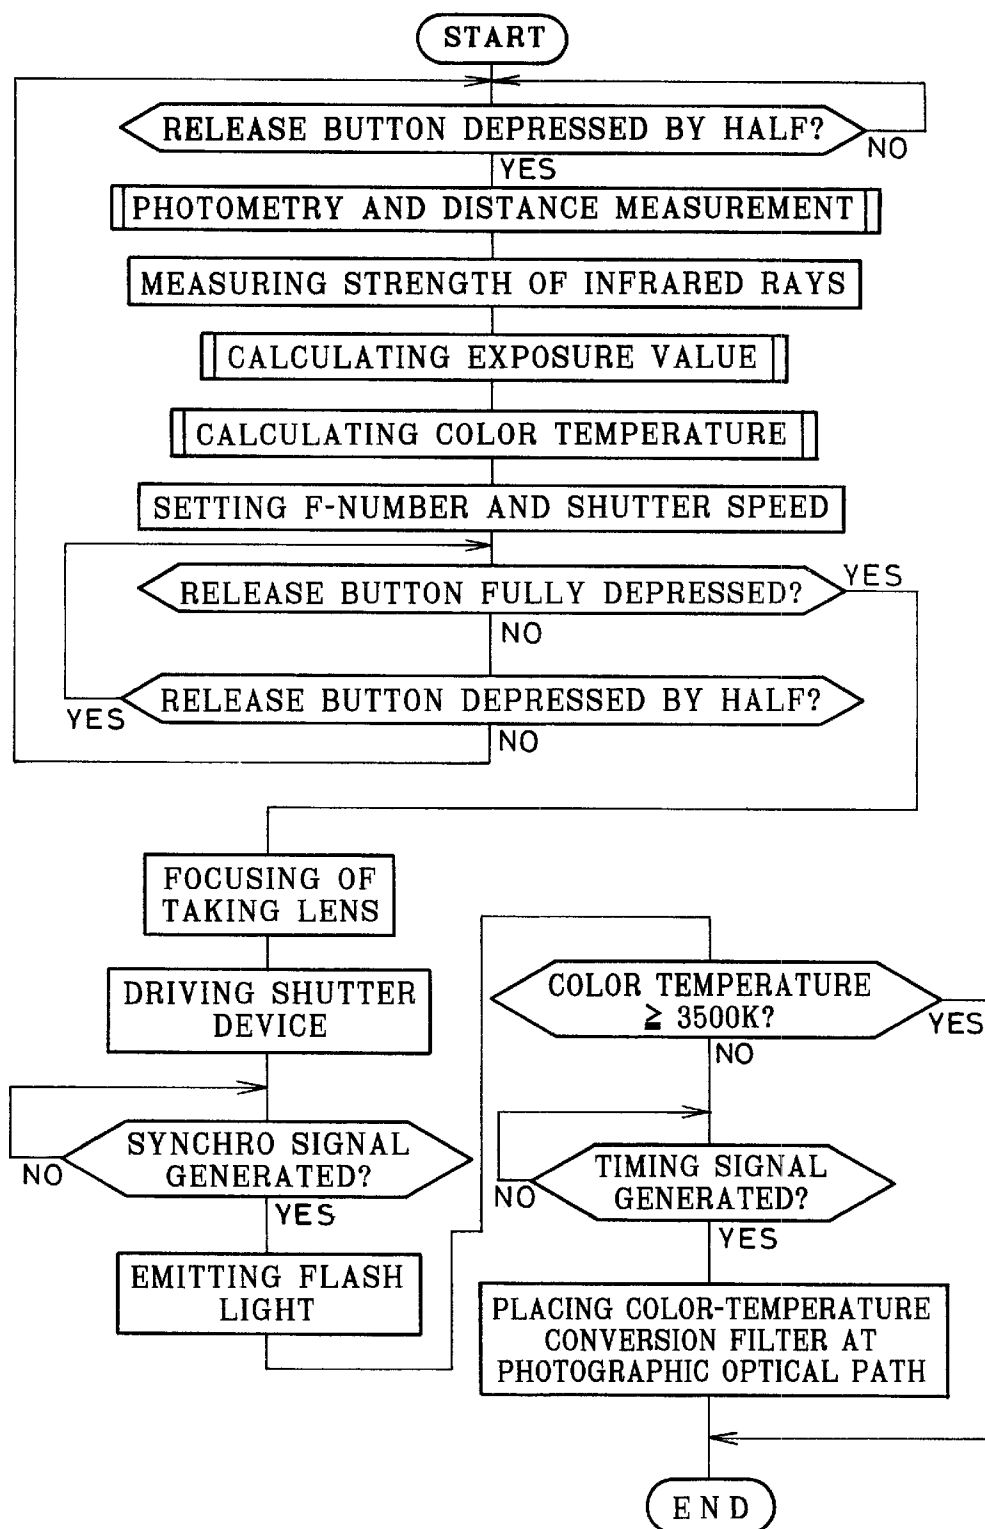 START
RELEASE BUTTON DEPRESSED BY HALF?
NO
YES
PHOTOMETRY AND DISTANCE MEASUREMENT
MEASURING STRENGTH OF INFRARED RAYS
CALCULATING EXPOSURE VALUE
CALCULATING COLOR TEMPERATURE
SETTING F-NUMBER AND SHUTTER SPEED
RELEASE BUTTON FULLY DEPRESSED?
YES
NO
RELEASE BUTTON DEPRESSED BY HALF?
YES
NO
FOCUSING OF
TAKING LENS
DRIVING SHUTTER
DEVICE
SYNCHRO SIGNAL
GENERATED?
NO
YES
EMITTING FLASH
LIGHT
COLOR TEMPERATURE
≧ 3500K?
YES
NO
TIMING SIGNAL
GENERATED?
NO
YES
PLACING COLOR-TEMPERATURE
CONVERSION FILTER AT
PHOTOGRAPHIC OPTICAL PATH
END